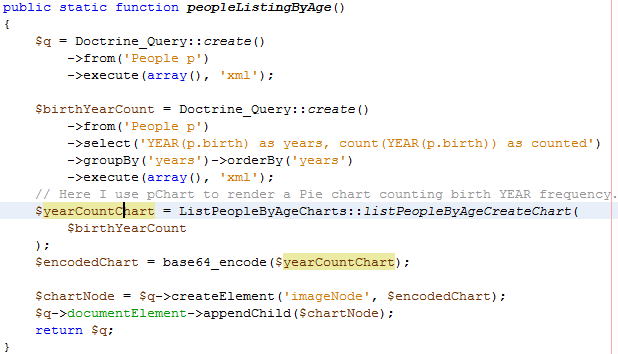 public static function peopleListingByAge()
{
    $q = Doctrine_Query::create()
        ->from('People p')
        ->execute(array(), 'xml');

    $birthYearCount = Doctrine_Query::create()
        ->from('People p')
        ->select('YEAR(p.birth) as years, count(YEAR(p.birth)) as counted')
        ->groupBy('years')->orderBy('years')
        ->execute(array(), 'xml');
    // Here I use pChart to render a Pie chart counting birth YEAR frequency.
    $yearCountChart = ListPeopleByAgeCharts::listPeopleByAgeCreateChart(
        $birthYearCount
    );
    $encodedChart = base64_encode($yearCountChart);

    $chartNode = $q->createElement('imageNode', $encodedChart);
    $q->documentElement->appendChild($chartNode);
    return $q;
}